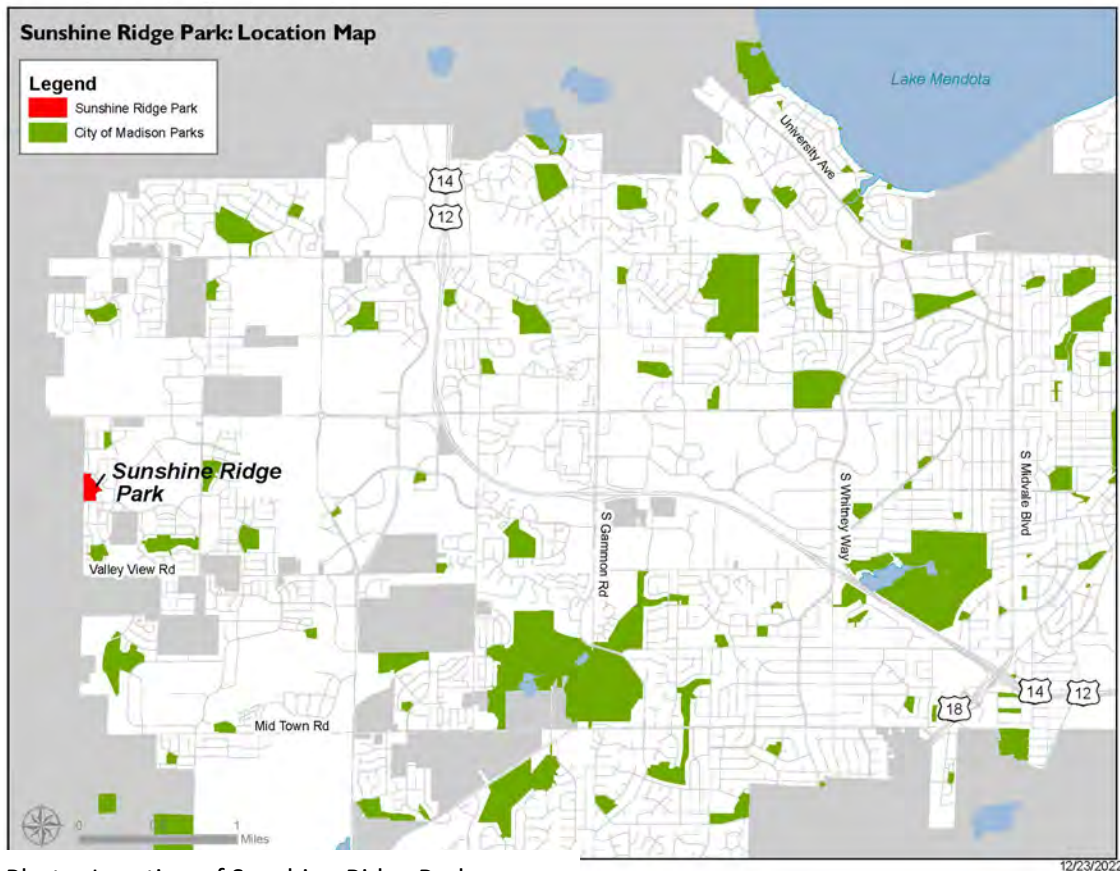 Sunshine Ridge Park: Location Map
Legend
Sunshine Ridge Park
City of Madison Parks
Lake Mendota
University Ave
14
12
Sunshine Ridge
Park
S Gammon Rd
S Whitney Way
S Midvale Blvd
Valley View Rd
Mid Town Rd
18
14
12
0
1
Miles
12/23/2022